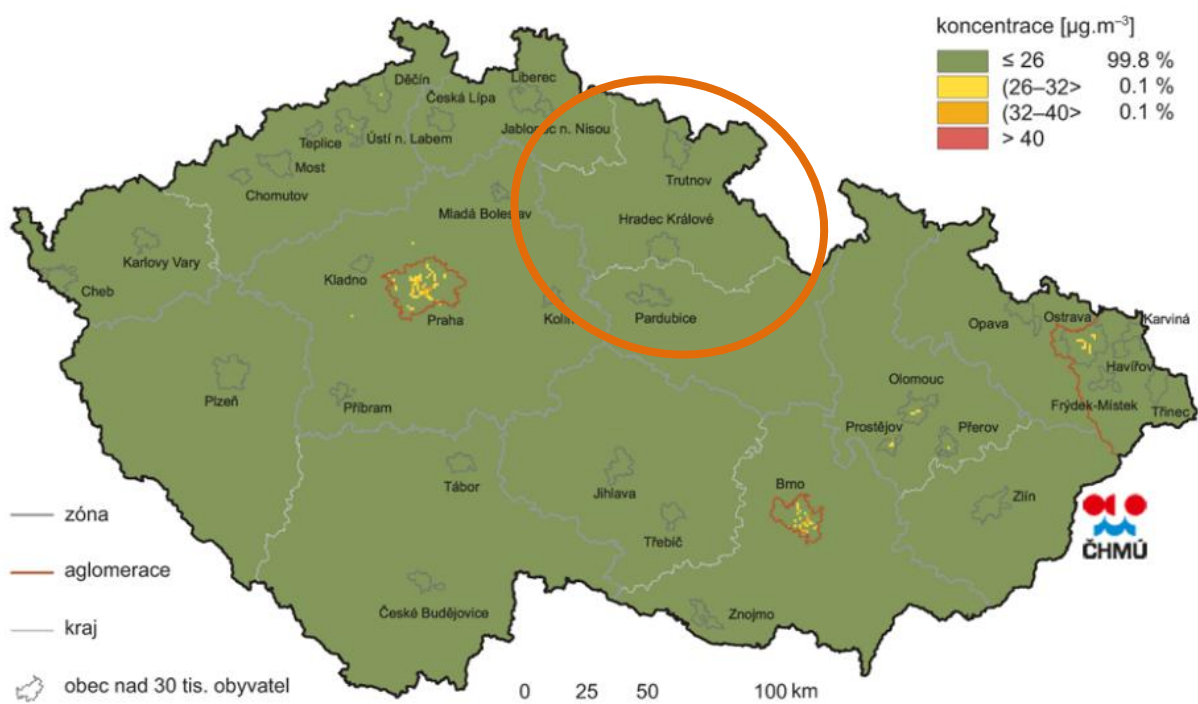 koncentrace [µg.m⁻³]
≤ 26 99.8 %
(26–32> 0.1 %
(32–40> 0.1 %
> 40
Děčín
Liberec
Česká Lípa
Teplice
Ústí n. Labem
Jablonec n. Nisou
Most
Chomutov
Trutnov
Mladá Boleslav
Hradec Králové
Karlovy Vary
Kladno
Cheb
Praha
Kolín
Pardubice
Opava
Ostrava
Karviná
Havířov
Plzeň
Příbram
Olomouc
Frýdek-Místek
Třinec
Prostějov
Přerov
Tábor
Jihlava
Brno
Zlín
Třebíč
ČHMÚ
České Budějovice
Znojmo
zóna
aglomerace
kraj
obec nad 30 tis. obyvatel
0 25 50 100 km